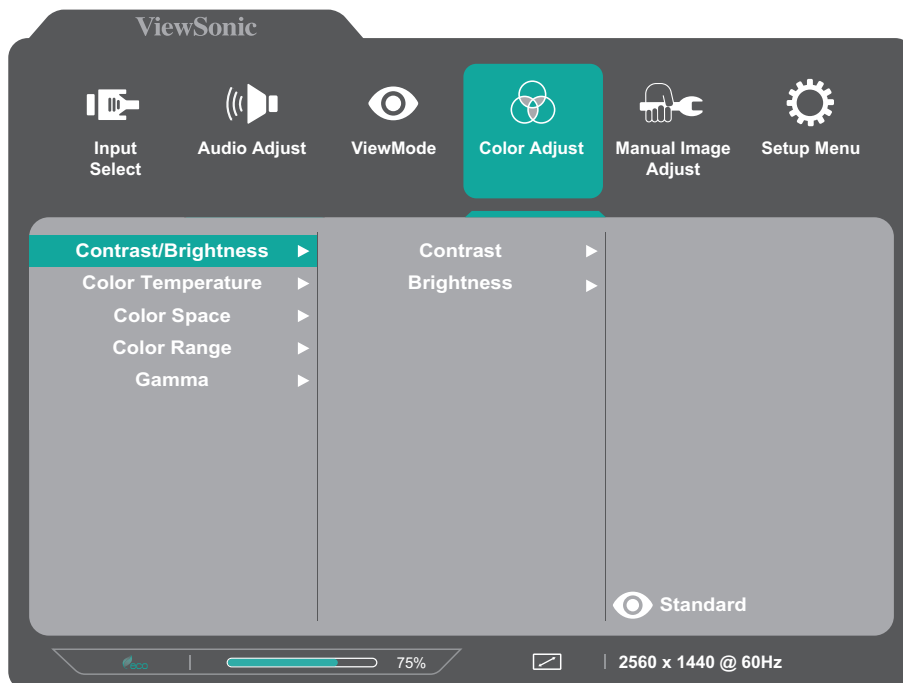 ViewSonic
Input
Select
Audio Adjust
ViewMode
Color Adjust
Manual Image
Adjust
Setup Menu
Contrast/Brightness
Color Temperature
Color Space
Color Range
Gamma
Contrast
Brightness
Standard
eco
75%
2560 x 1440 @ 60Hz